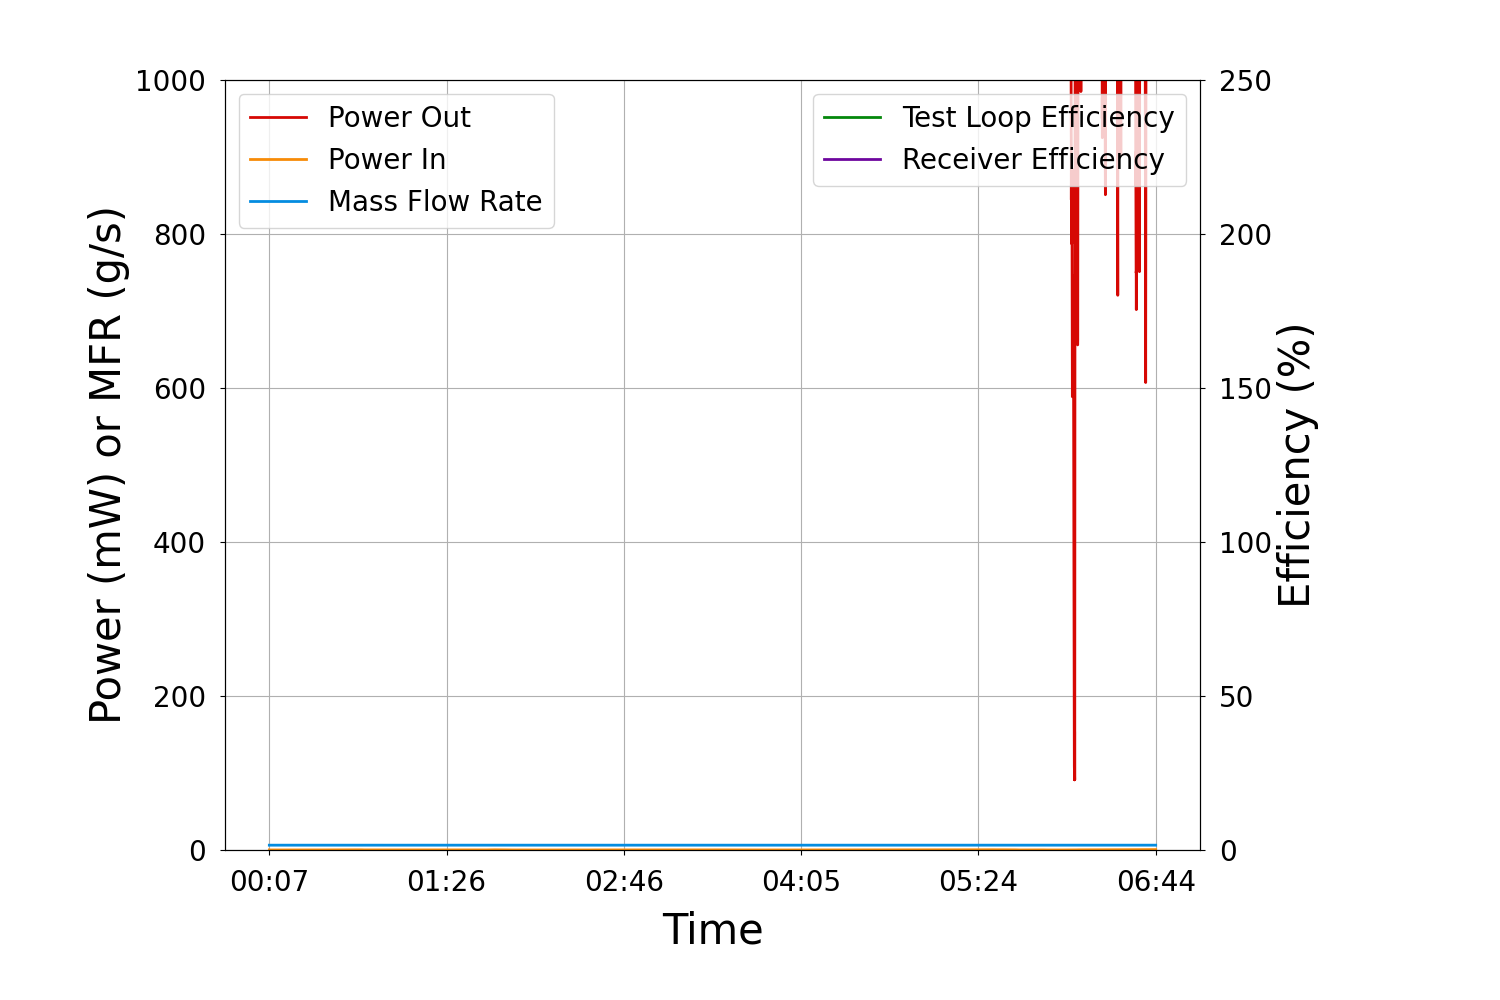 Power (mW) or MFR (g/s)
1000
800
600
400
200
0
Power Out
Power In
Mass Flow Rate
Test Loop Efficiency
Receiver Efficiency
250
200
150
100
50
0
Efficiency (%)
00:07 01:26 02:46 04:05 05:24 06:44
Time